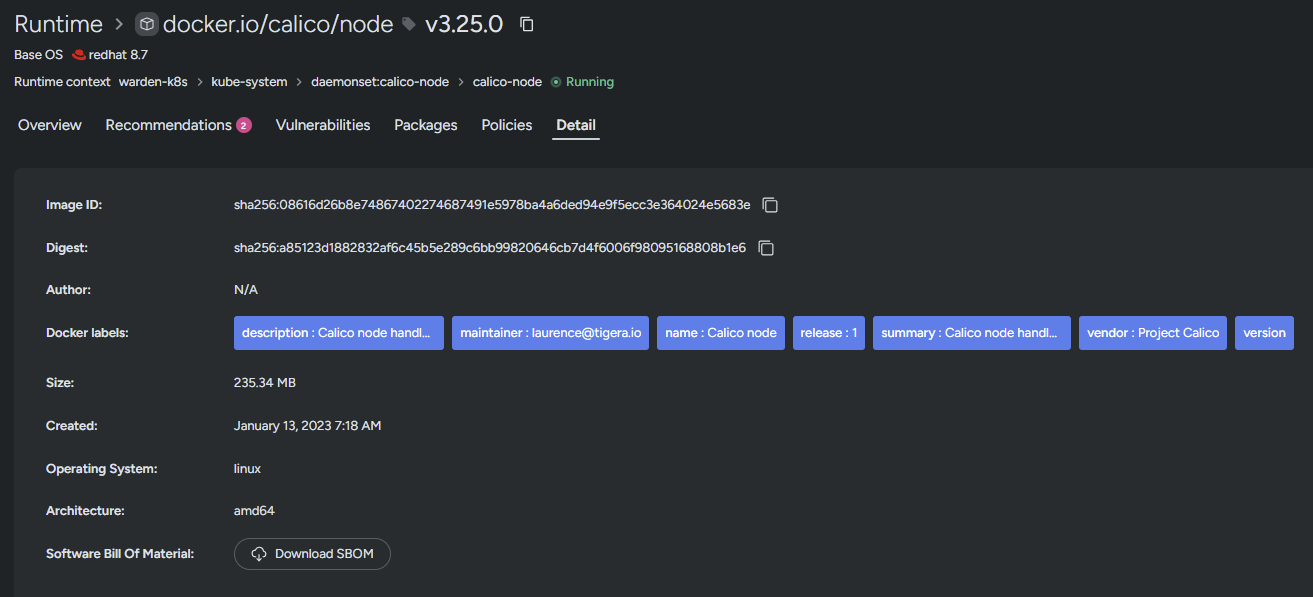 Runtime > docker.io/calico/node v3.25.0
Base OS redhat 8.7
Runtime context warden-k8s > kube-system > daemonset:calico-node > calico-node Running
Overview Recommendations 2 Vulnerabilities Packages Policies Detail
Image ID: sha256:08616d26b8e74867402274687491e5978ba4a6ded94e9f5ecc3e364024e5683e
Digest: sha256:a85123d1882832af6c45b5e289c6bb99820646cb7d4f6006f98095168808b1e6
Author: N/A
Docker labels: description : Calico node handl... maintainer : laurence@tigera.io name : Calico node release : 1 summary : Calico node handl... vendor : Project Calico version
Size: 235.34 MB
Created: January 13, 2023 7:18 AM
Operating System: linux
Architecture: amd64
Software Bill Of Material: Download SBOM